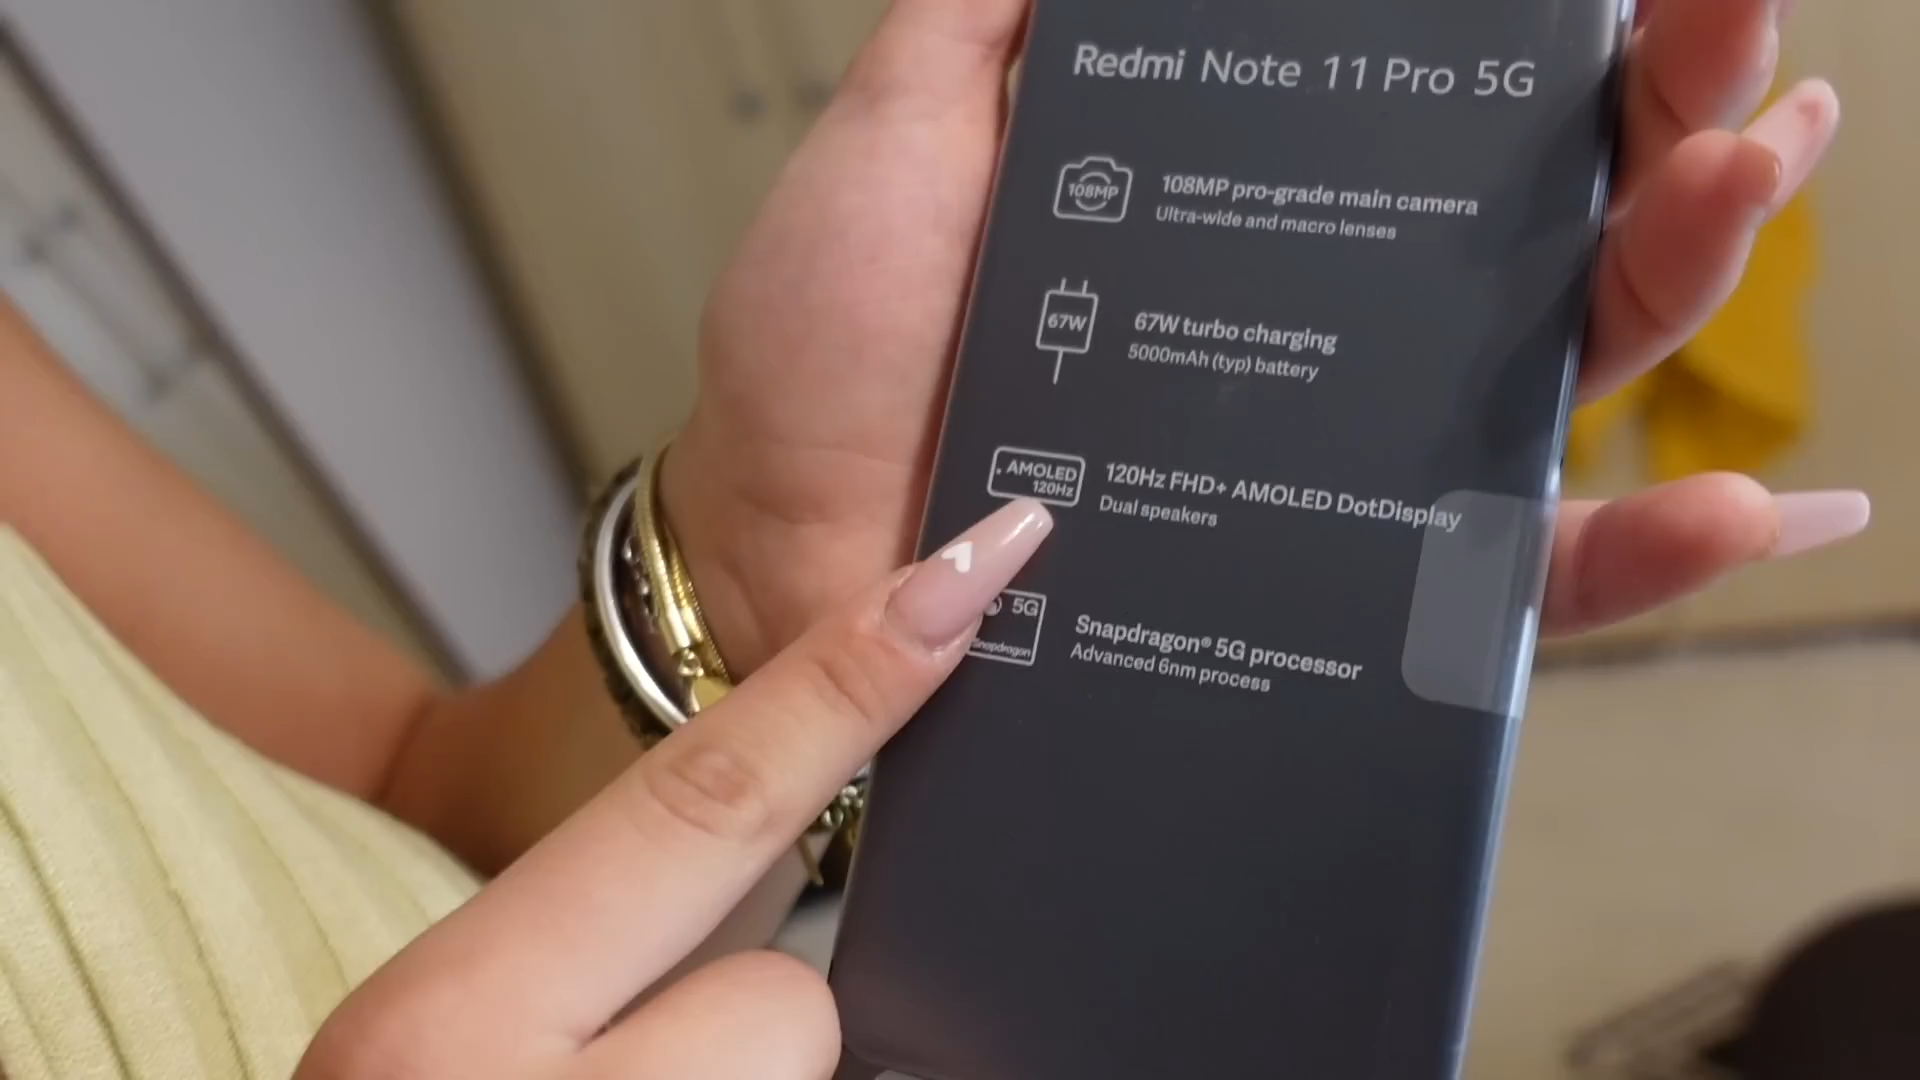 Redmi Note 11 Pro 5G
108MP
108MP pro-grade main camera
Ultra-wide and macro lenses
67W
67W turbo charging
5000mAh (typ) battery
AMOLED
120Hz
120Hz FHD+ AMOLED DotDisplay
Dual speakers
5G
Snapdragon
Snapdragon® 5G processor
Advanced 6nm process